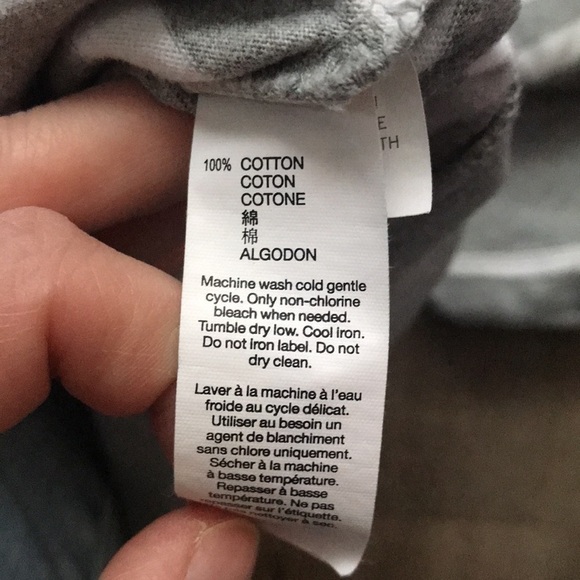 100% COTTON
COTON
COTONE
綿
棉
ALGODON
Machine wash cold gentle
cycle. Only non-chlorine
bleach when needed.
Tumble dry low. Cool iron.
Do not iron label. Do not
dry clean.
Laver à la machine à l'eau
froide au cycle délicat.
Utiliser au besoin un
agent de blanchiment
sans chlore uniquement.
Sécher à la machine
à basse température.
Repasser à basse
température. Ne pas
repasser sur l'étiquette.
nettoyer à sec.
E
TH